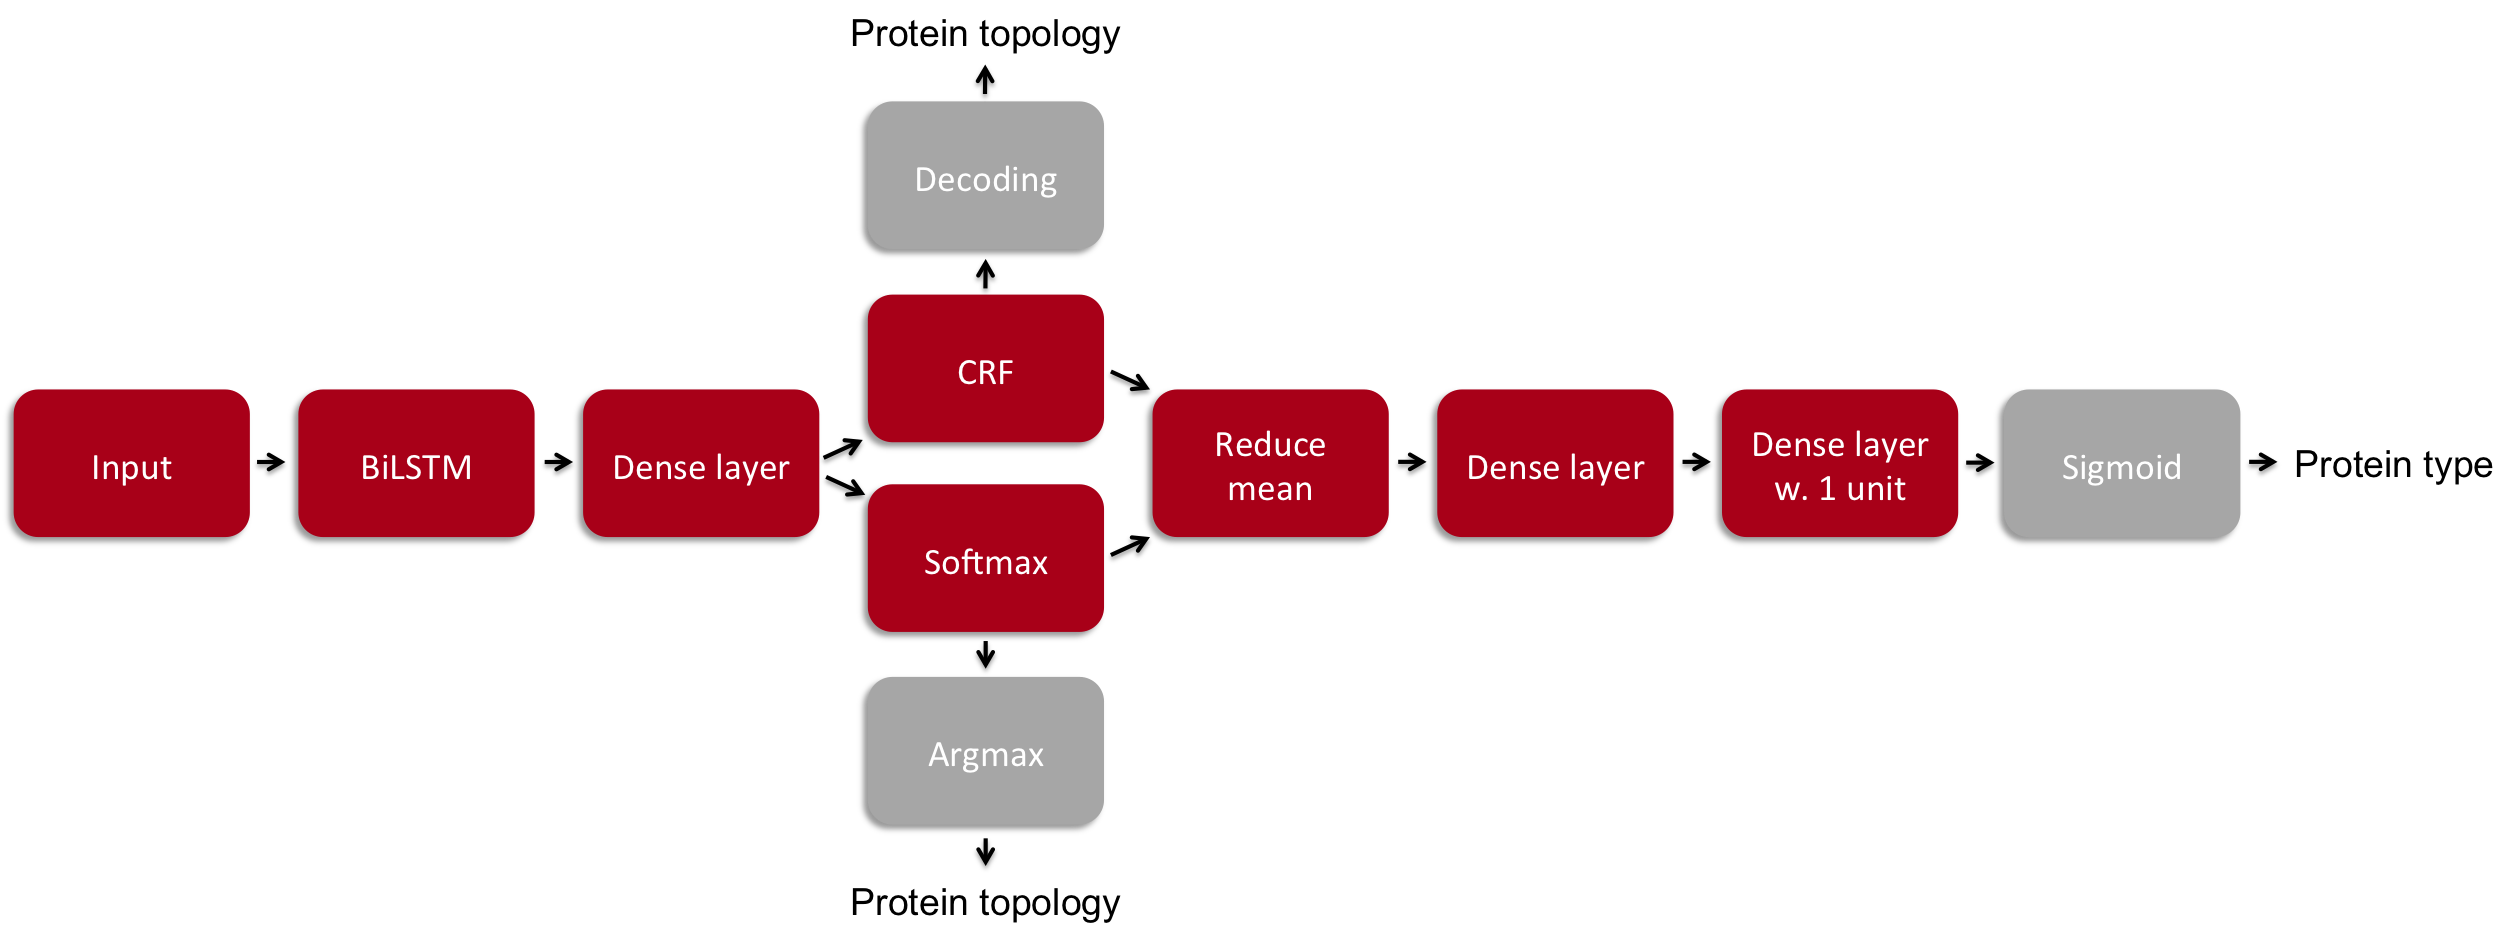 Protein topology
Decoding
CRF
Input
BiLSTM
Dense layer
Softmax
Reduce
mean
Dense layer
Dense layer
w. 1 unit
Sigmoid
Protein type
Argmax
Protein topology